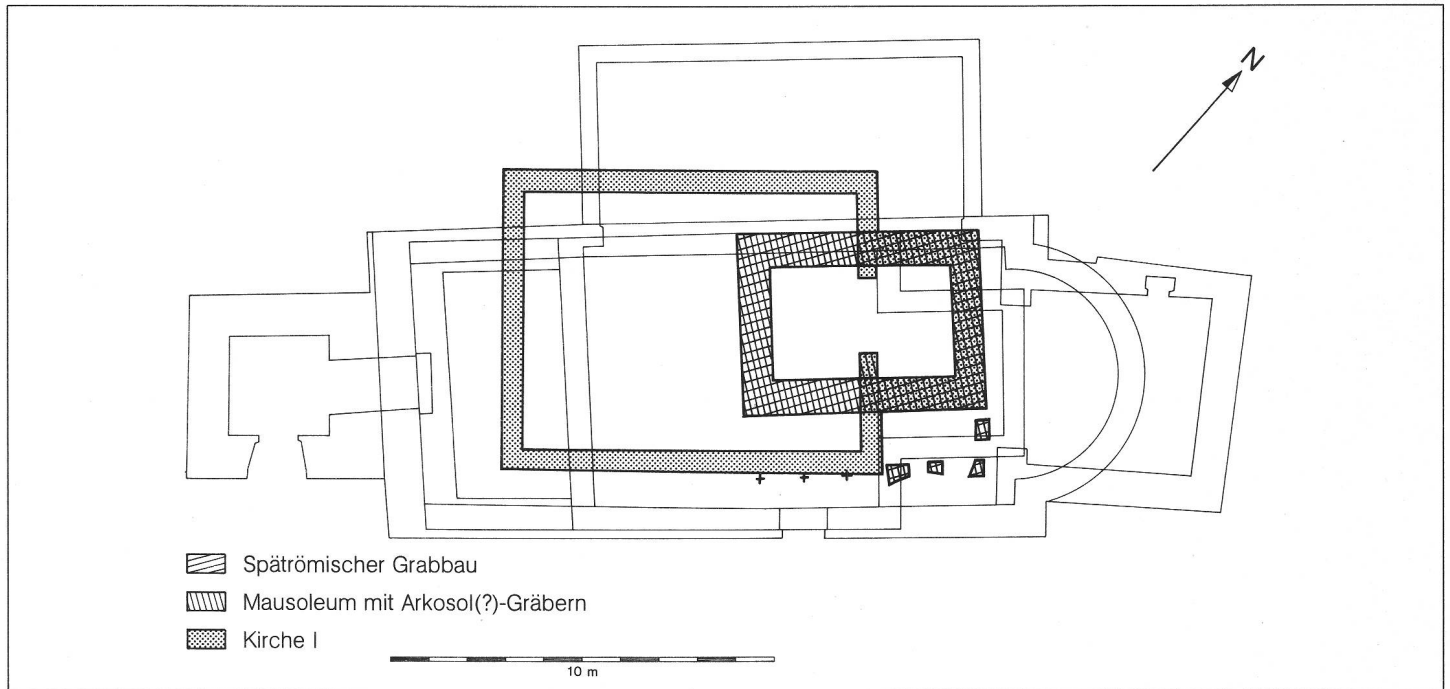 N
Spätrömischer Grabbau
Mausoleum mit Arkosol(?)-Gräbern
Kirche I
10 m